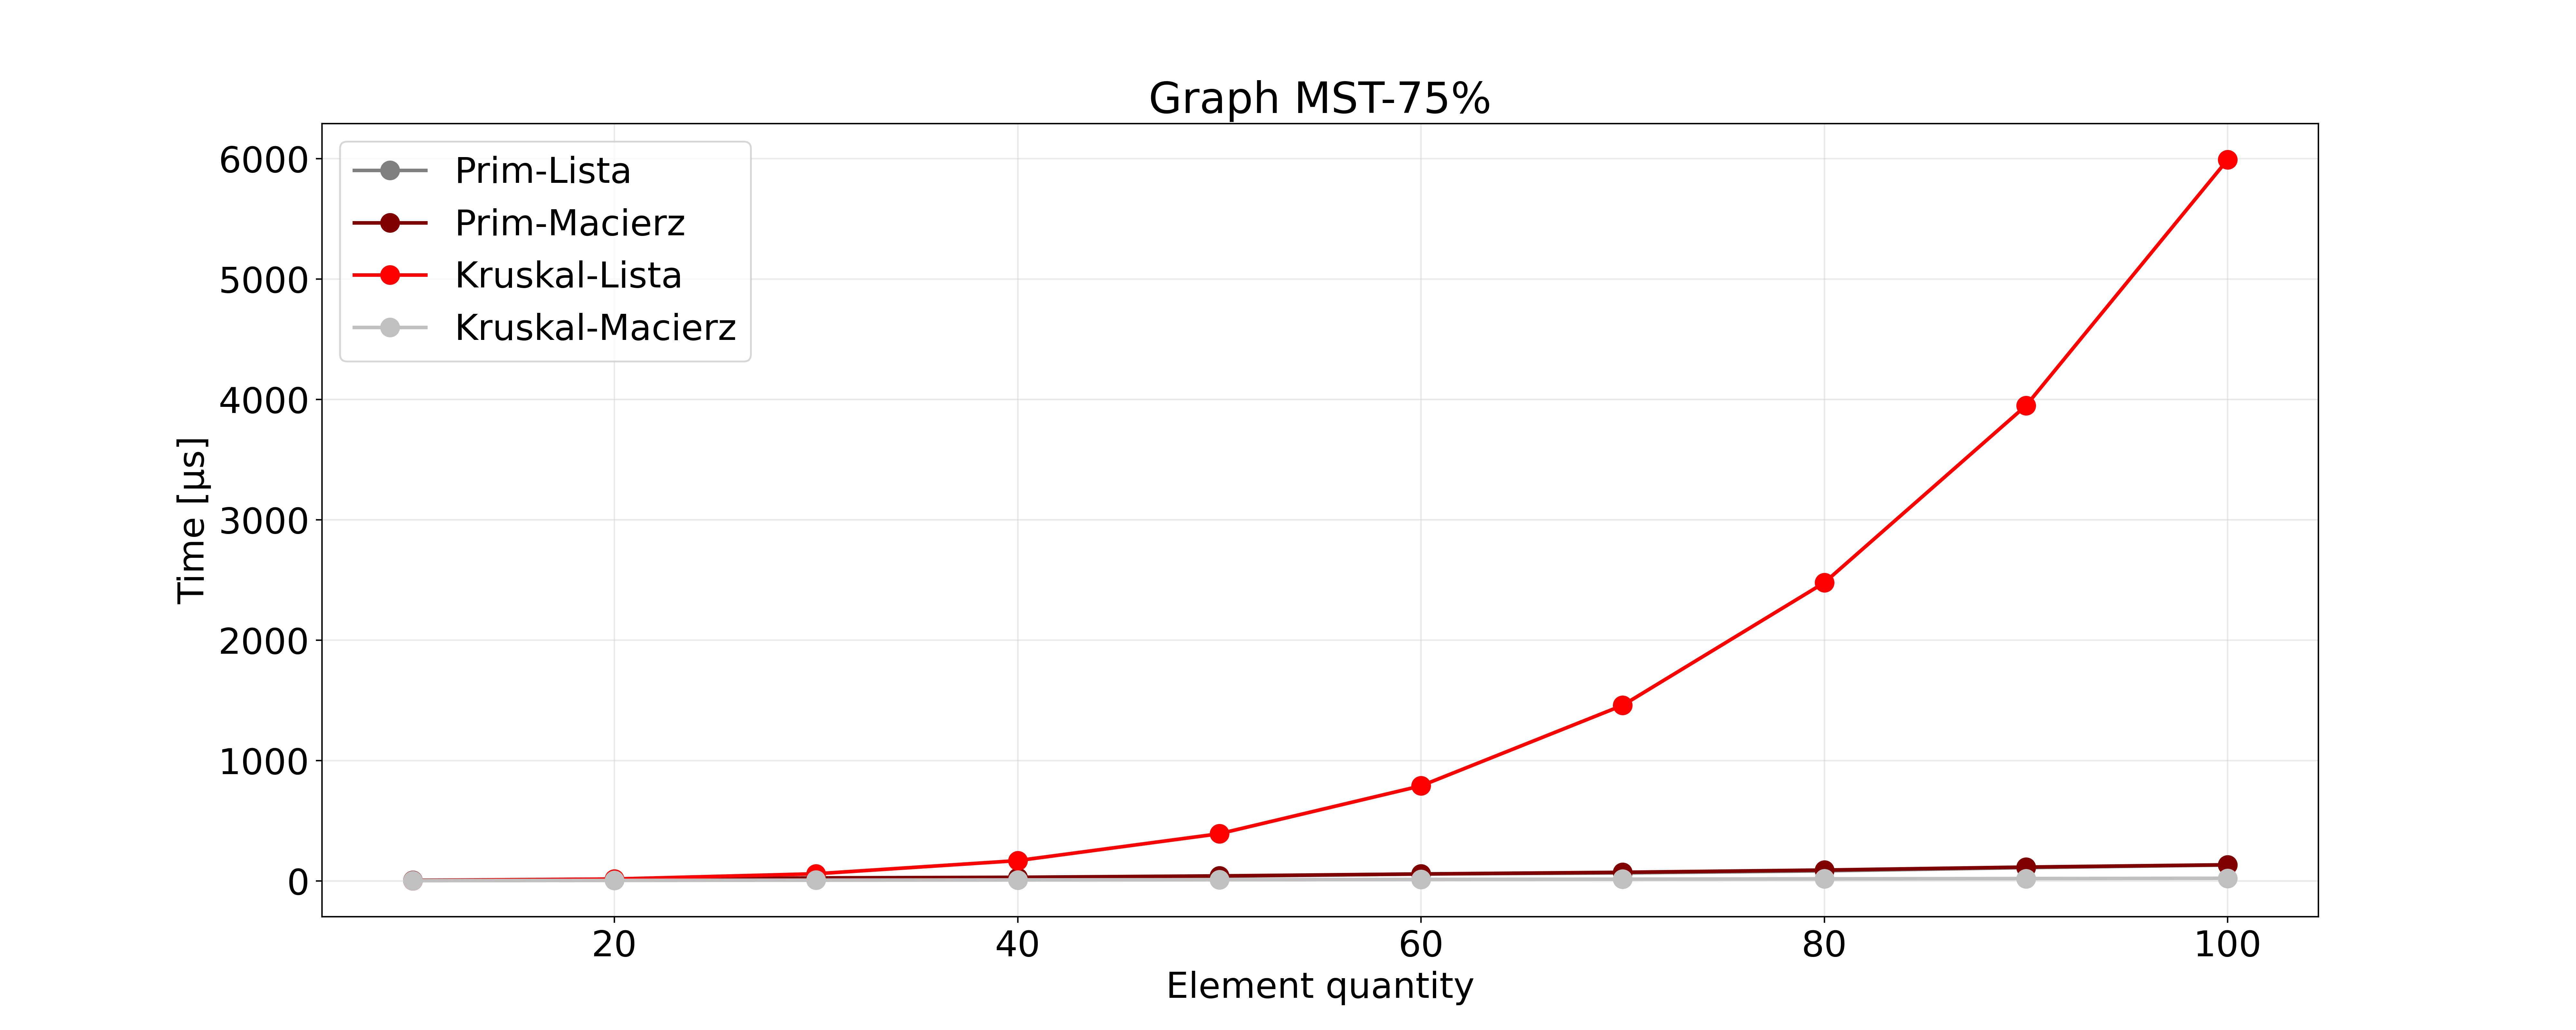 Graph MST-75%
Prim-Lista
Prim-Macierz
Kruskal-Lista
Kruskal-Macierz
Time [µs]
6000
5000
4000
3000
2000
1000
0
20 40 60 80 100
Element quantity